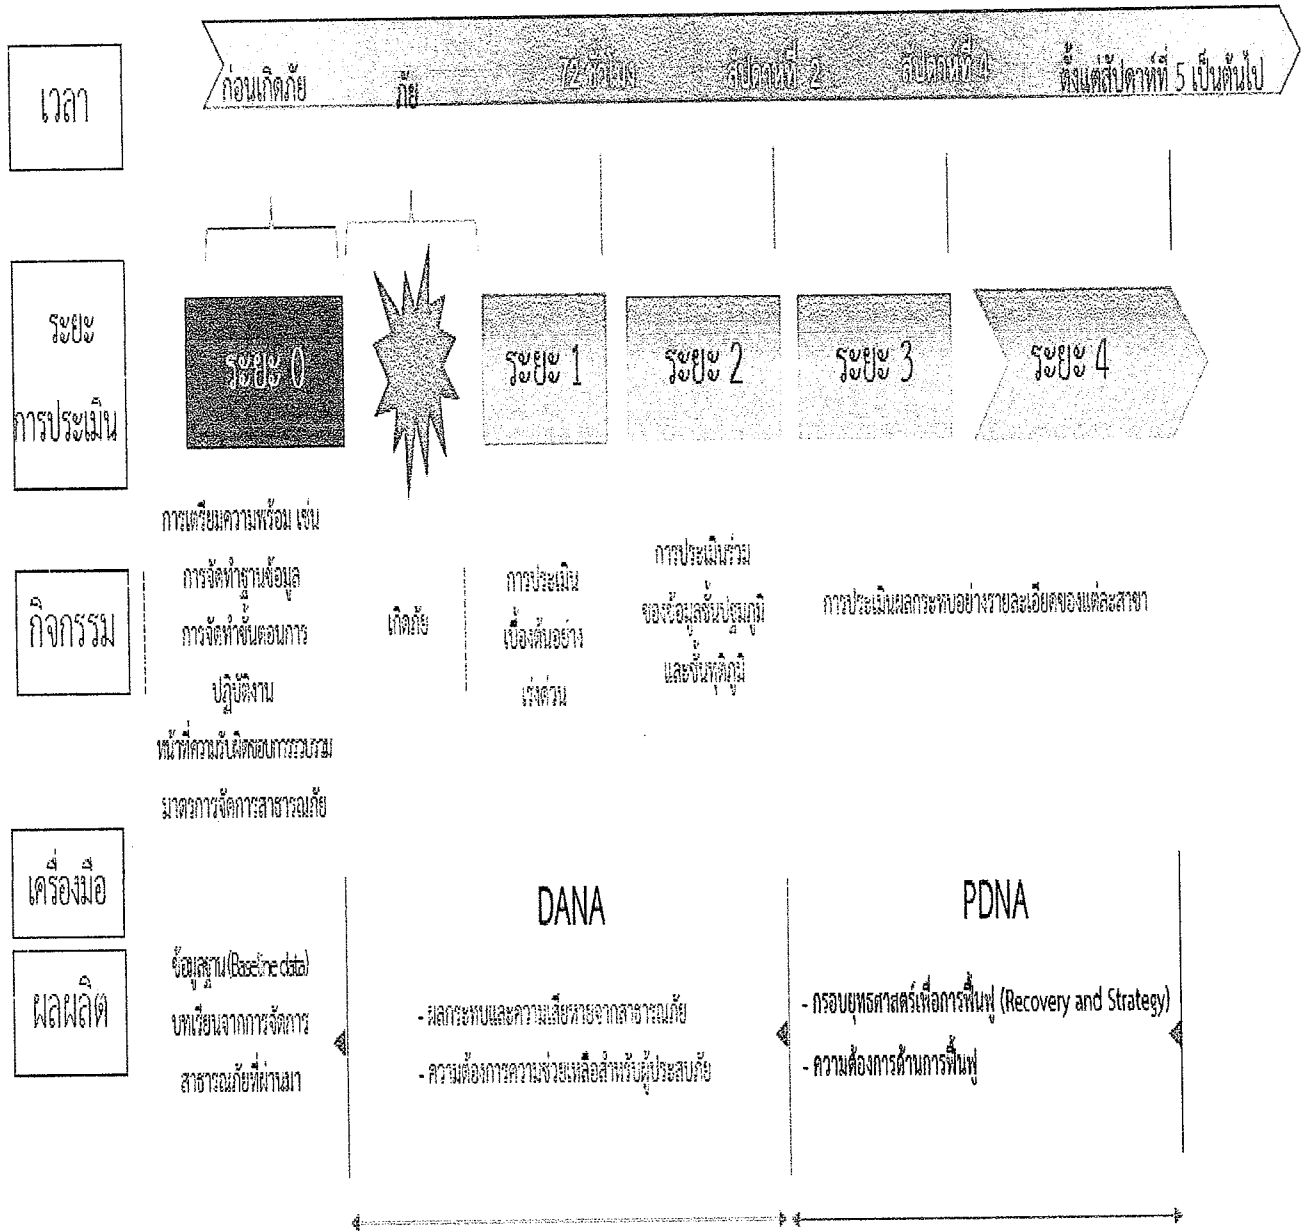 เวลา
ก่อนเกิดภัย
ภัย
72 ชั่วโมง
สัปดาห์ที่ 2
สัปดาห์ที่ 4
ตั้งแต่สัปดาห์ที่ 5 เป็นต้นไป
ระยะ
การประเมิน
ระยะ 0
ระยะ 1
ระยะ 2
ระยะ 3
ระยะ 4
กิจกรรม
การเตรียมความพร้อม เช่น
การจัดทำฐานข้อมูล
การจัดทำขั้นตอนการ
ปฏิบัติงาน
หน้าที่ความรับผิดชอบการรวบรวม
มาตรการจัดการสาธารณภัย
เกิดภัย
การประเมิน
เบื้องต้นอย่าง
เร่งด่วน
การประเมินร่วม
ของข้อมูลชั้นปฐมภูมิ
และชั้นทุติภูมิ
การประเมินผลกระทบอย่างรายละเอียดของแต่ละสาขา
เครื่องมือ
DANA
PDNA
ผลผลิต
ข้อมูลฐาน(Baseline data)
บทเรียนจากการจัดการ
สาธารณภัยที่ผ่านมา
- ผลกระทบและความเสียหายจากสาธารณภัย
- ความต้องการความช่วยเหลือสำหรับผู้ประสบภัย
- กรอบยุทธศาสตร์เพื่อการฟื้นฟู (Recovery and Strategy)
- ความต้องการด้านการฟื้นฟู